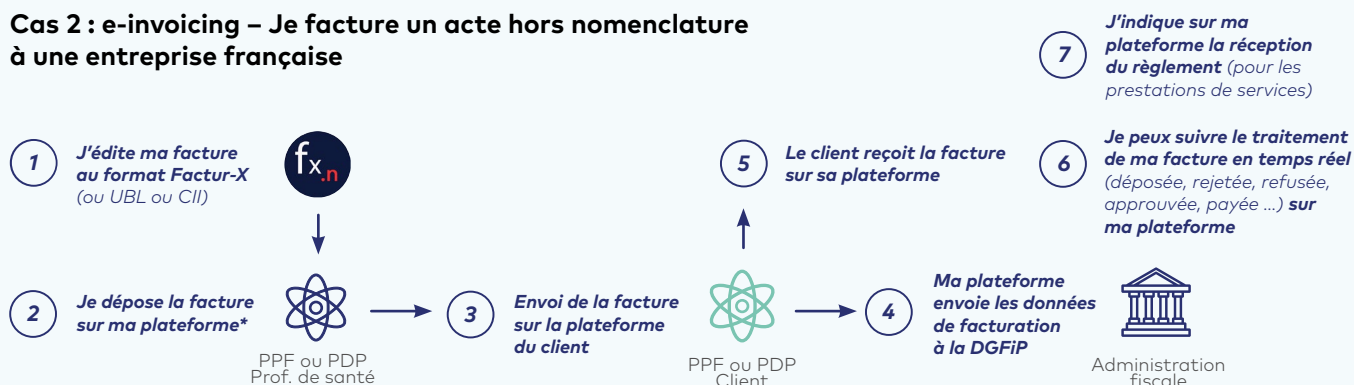 Cas 2 : e-invoicing – Je facture un acte hors nomenclature
à une entreprise française
1
J'édite ma facture
au format Factur-X
(ou UBL ou CII)
fx.n
2
Je dépose la facture
sur ma plateforme*
PPF ou PDP
Prof. de santé
3
Envoi de la facture
sur la plateforme
du client
PPF ou PDP
Client
4
Ma plateforme
envoie les données
de facturation
à la DGFiP
Administration
fiscale
5
Le client reçoit la facture
sur sa plateforme
6
Je peux suivre le traitement
de ma facture en temps réel
(déposée, rejetée, refusée,
approuvée, payée ...) sur
ma plateforme
7
J'indique sur ma
plateforme la réception
du règlement (pour les
prestations de services)